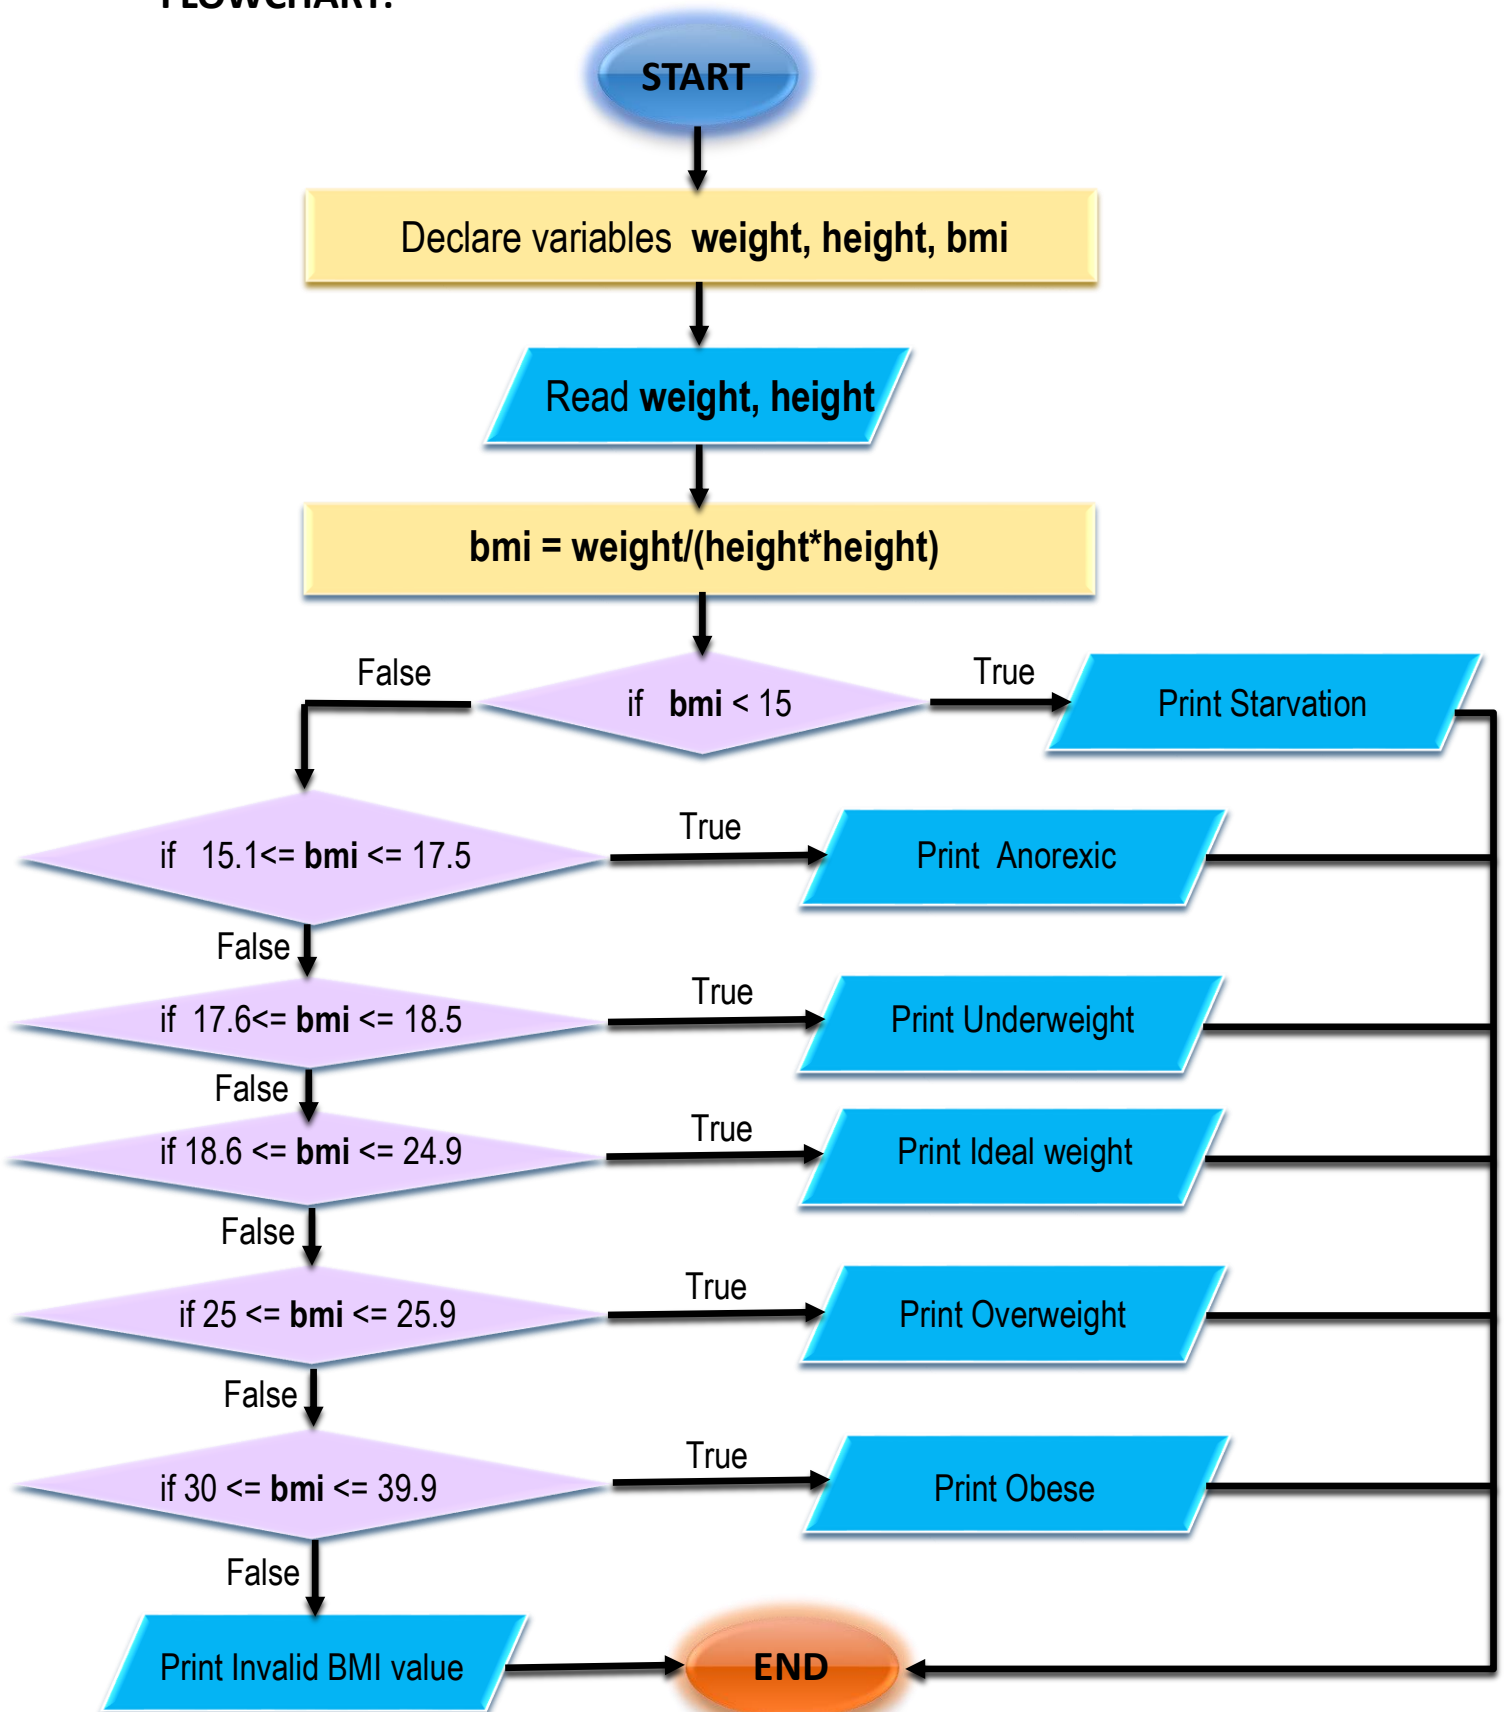 FLOWCHART:
START
Declare variables weight, height, bmi
Read weight, height
bmi = weight/(height*height)
False
if bmi < 15
True
Print Starvation
if 15.1<= bmi <= 17.5
True
Print Anorexic
False
if 17.6<= bmi <= 18.5
True
Print Underweight
False
if 18.6 <= bmi <= 24.9
True
Print Ideal weight
False
if 25 <= bmi <= 25.9
True
Print Overweight
False
if 30 <= bmi <= 39.9
True
Print Obese
False
Print Invalid BMI value
END